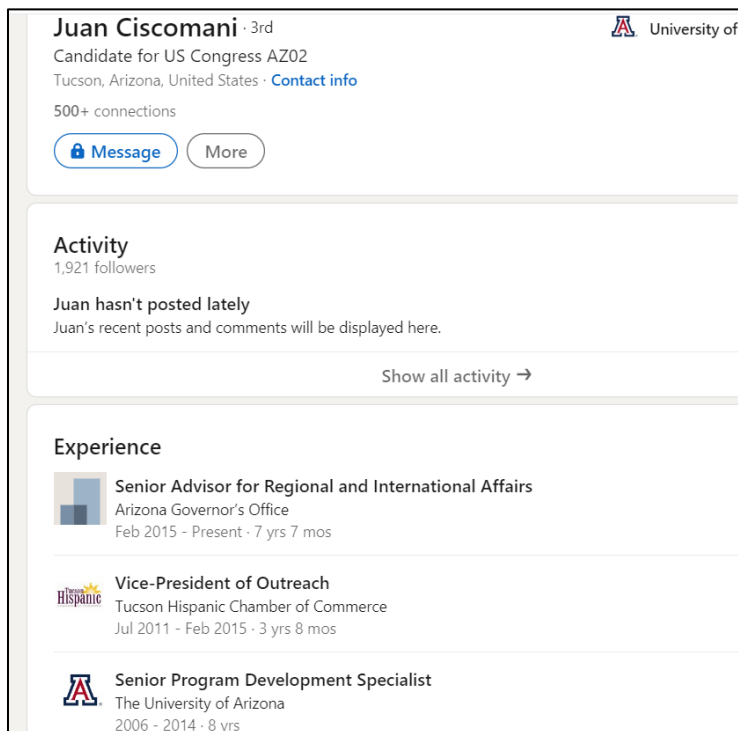 Juan Ciscomani · 3rd
University of
Candidate for US Congress AZ02
Tucson, Arizona, United States · Contact info
500+ connections
Message
More
Activity
1,921 followers
Juan hasn't posted lately
Juan's recent posts and comments will be displayed here.
Show all activity →
Experience
Senior Advisor for Regional and International Affairs
Arizona Governor's Office
Feb 2015 - Present · 7 yrs 7 mos
Tucson
Hispanic
Vice-President of Outreach
Tucson Hispanic Chamber of Commerce
Jul 2011 - Feb 2015 · 3 yrs 8 mos
A
Senior Program Development Specialist
The University of Arizona
2006 - 2014 · 8 yrs